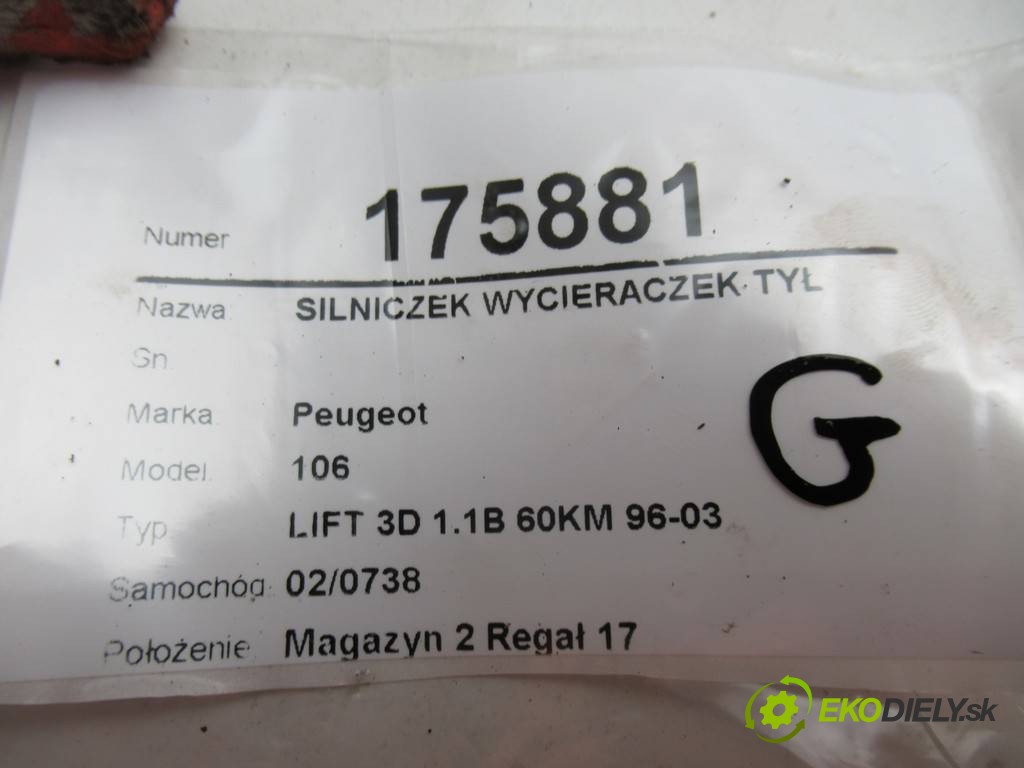 Numer 175881
Nazwa SILNICZEK WYCIERACZEK TYŁ
Sn
Marka Peugeot
Model 106
Typ LIFT 3D 1.1B 60KM 96-03
Samochód 02/0738
Położenie Magazyn 2 Regał 17
G
EKODIELY.sk